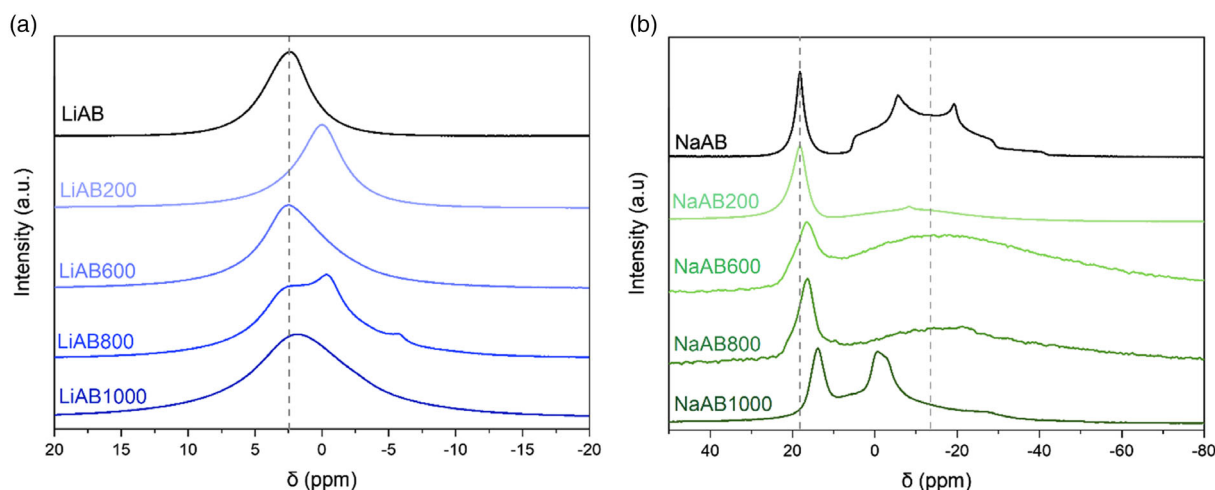 (a)
Intensity (a.u.)
LiAB
LiAB200
LiAB600
LiAB800
LiAB1000
20 15 10 5 0 -5 -10 -15 -20
δ (ppm)
(b)
Intensity (a.u)
NaAB
NaAB200
NaAB600
NaAB800
NaAB1000
40 20 0 -20 -40 -60 -80
δ (ppm)